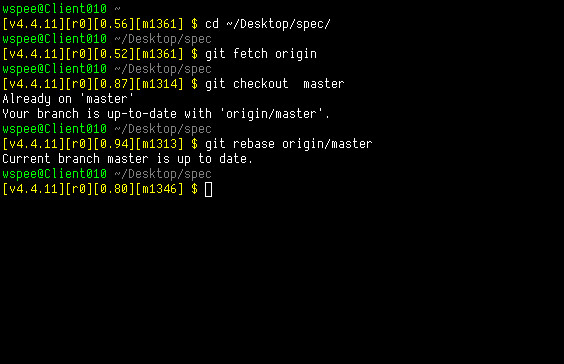 wspee@Client010 ~
[v4.4.11][r0][0.56][m1361] $ cd ~/Desktop/spec/
wspee@Client010 ~/Desktop/spec
[v4.4.11][r0][0.52][m1361] $ git fetch origin
wspee@Client010 ~/Desktop/spec
[v4.4.11][r0][0.87][m1314] $ git checkout  master
Already on 'master'
Your branch is up-to-date with 'origin/master'.
wspee@Client010 ~/Desktop/spec
[v4.4.11][r0][0.94][m1313] $ git rebase origin/master
Current branch master is up to date.
wspee@Client010 ~/Desktop/spec
[v4.4.11][r0][0.80][m1346] $